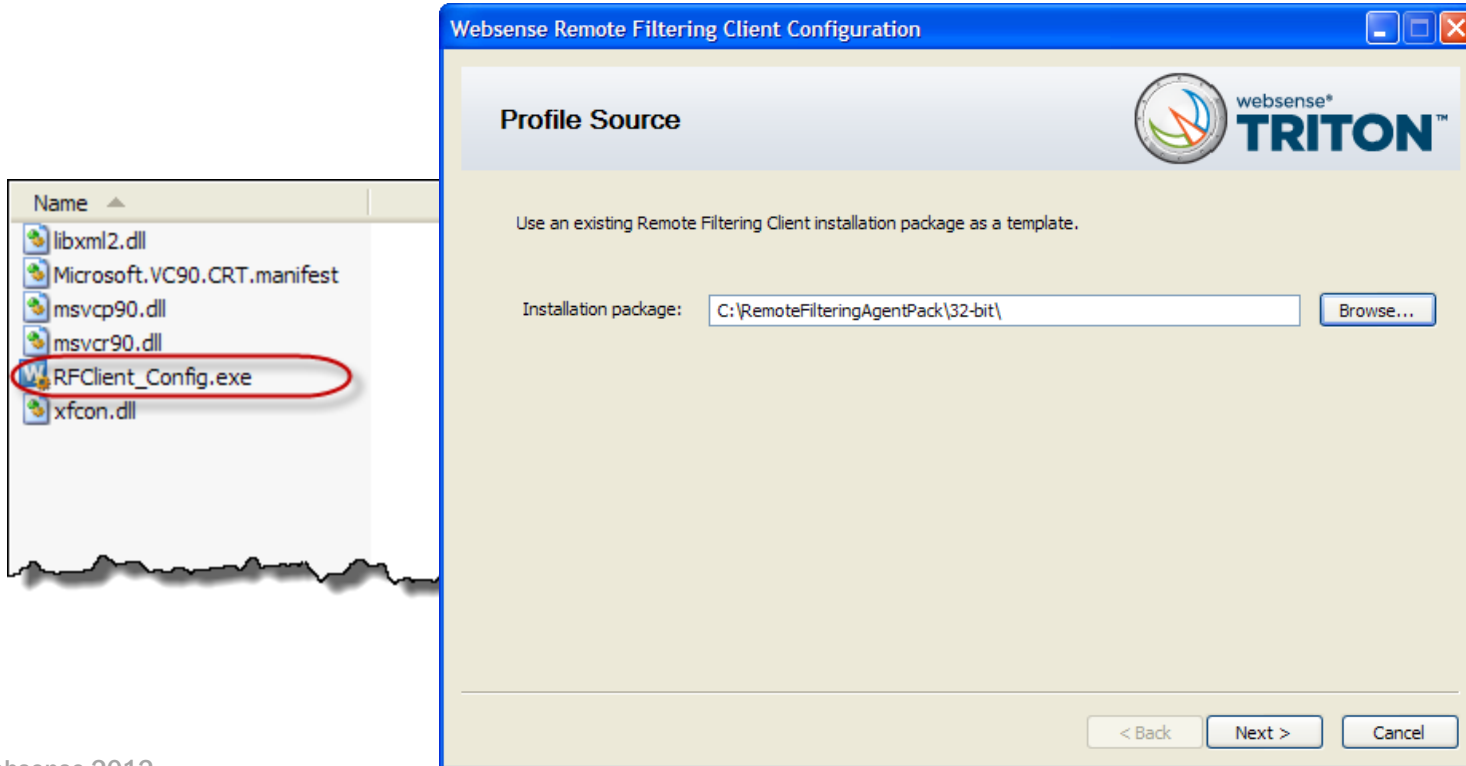 Websense Remote Filtering Client Configuration
Profile Source
websense®
TRITON™
Name
libxml2.dll
Microsoft.VC90.CRT.manifest
msvcp90.dll
msvcr90.dll
RFClient_Config.exe
xfcon.dll
Use an existing Remote Filtering Client installation package as a template.
Installation package: C:\RemoteFilteringAgentPack\32-bit\ Browse...
< Back Next > Cancel